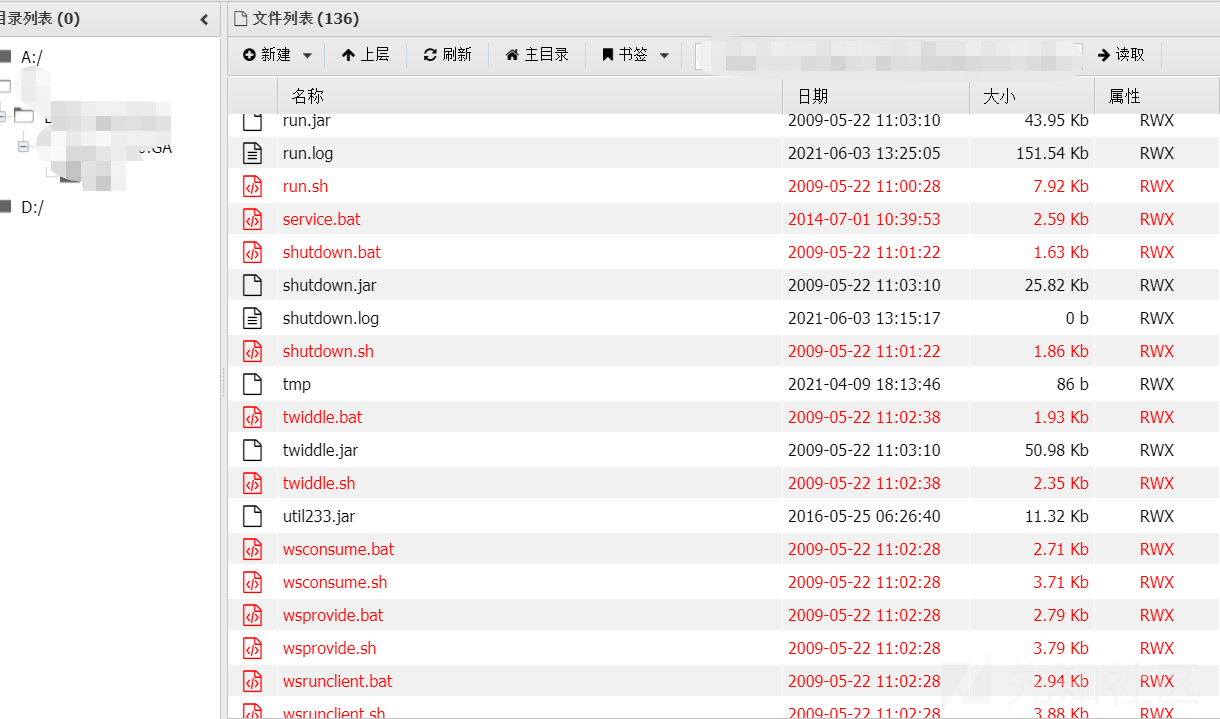 目录列表 (0)
文件列表 (136)
新建 上层 刷新 主目录 书签 读取
A:/
GA
D:/
名称 日期 大小 属性
run.jar 2009-05-22 11:03:10 43.95 Kb RWX
run.log 2021-06-03 13:25:05 151.54 Kb RWX
run.sh 2009-05-22 11:00:28 7.92 Kb RWX
service.bat 2014-07-01 10:39:53 2.59 Kb RWX
shutdown.bat 2009-05-22 11:01:22 1.63 Kb RWX
shutdown.jar 2009-05-22 11:03:10 25.82 Kb RWX
shutdown.log 2021-06-03 13:15:17 0 b RWX
shutdown.sh 2009-05-22 11:01:22 1.86 Kb RWX
tmp 2021-04-09 18:13:46 86 b RWX
twiddle.bat 2009-05-22 11:02:38 1.93 Kb RWX
twiddle.jar 2009-05-22 11:03:10 50.98 Kb RWX
twiddle.sh 2009-05-22 11:02:38 2.35 Kb RWX
util233.jar 2016-05-25 06:26:40 11.32 Kb RWX
wsconsume.bat 2009-05-22 11:02:28 2.71 Kb RWX
wsconsume.sh 2009-05-22 11:02:28 3.71 Kb RWX
wsprovide.bat 2009-05-22 11:02:28 2.79 Kb RWX
wsprovide.sh 2009-05-22 11:02:28 3.79 Kb RWX
wsrunclient.bat 2009-05-22 11:02:28 2.94 Kb RWX
wsrunclient.sh 2009-05-22 11:02:28 3.88 Kb RWX
先知社区